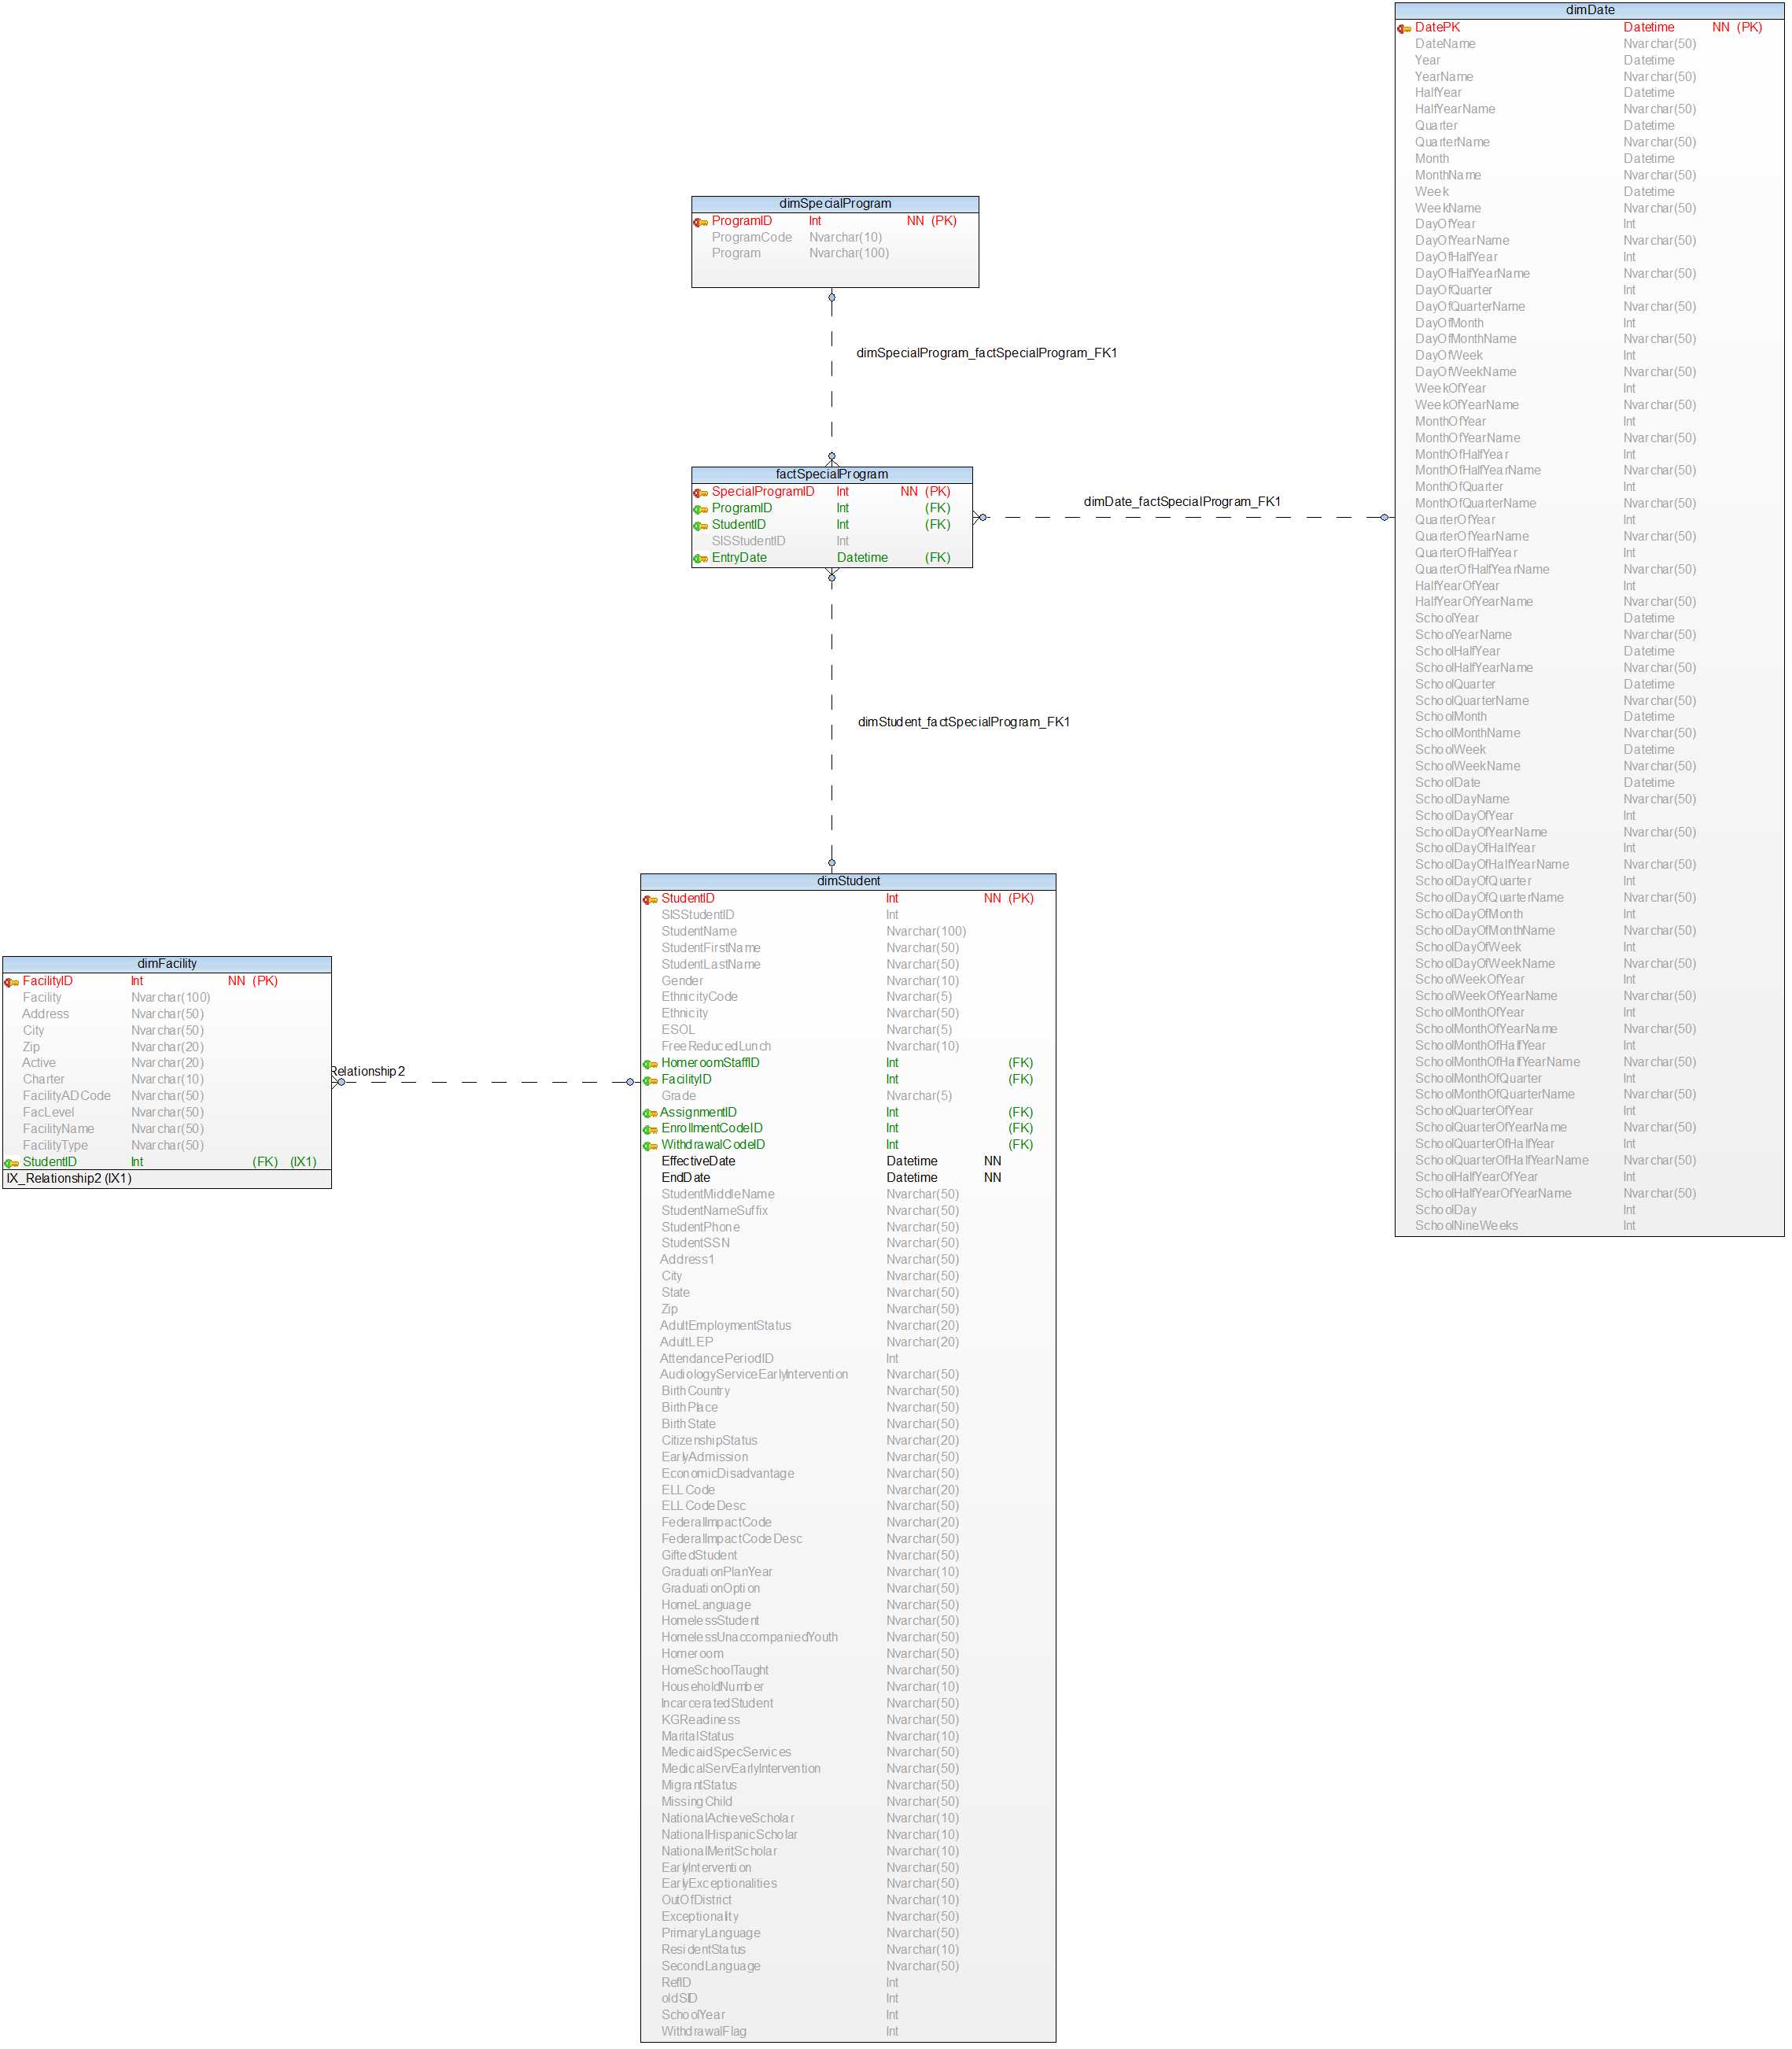 dimDate
DatePK Datetime NN (PK)
DateName Nvarchar(50)
Year Datetime
YearName Nvarchar(50)
HalfYear Datetime
HalfYearName Nvarchar(50)
Quarter Datetime
QuarterName Nvarchar(50)
Month Datetime
MonthName Nvarchar(50)
Week Datetime
WeekName Nvarchar(50)
DayOfYear Int
DayOfYearName Nvarchar(50)
DayOfHalfYear Int
DayOfHalfYearName Nvarchar(50)
DayOfQuarter Int
DayOfQuarterName Nvarchar(50)
DayOfMonth Int
DayOfMonthName Nvarchar(50)
DayOfWeek Int
DayOfWeekName Nvarchar(50)
WeekOfYear Int
WeekOfYearName Nvarchar(50)
MonthOfYear Int
MonthOfYearName Nvarchar(50)
MonthOfHalfYear Int
MonthOfHalfYearName Nvarchar(50)
MonthOfQuarter Int
MonthOfQuarterName Nvarchar(50)
QuarterOfYear Int
QuarterOfYearName Nvarchar(50)
QuarterOfHalfYear Int
QuarterOfHalfYearName Nvarchar(50)
HalfYearOfYear Int
HalfYearOfYearName Nvarchar(50)
SchoolYear Datetime
SchoolYearName Nvarchar(50)
SchoolHalfYear Datetime
SchoolHalfYearName Nvarchar(50)
SchoolQuarter Datetime
SchoolQuarterName Nvarchar(50)
SchoolMonth Datetime
SchoolMonthName Nvarchar(50)
SchoolWeek Datetime
SchoolWeekName Nvarchar(50)
SchoolDate Datetime
SchoolDayName Nvarchar(50)
SchoolDayOfYear Int
SchoolDayOfYearName Nvarchar(50)
SchoolDayOfHalfYear Int
SchoolDayOfHalfYearName Nvarchar(50)
SchoolDayOfQuarter Int
SchoolDayOfQuarterName Nvarchar(50)
SchoolDayOfMonth Int
SchoolDayOfMonthName Nvarchar(50)
SchoolDayOfWeek Int
SchoolDayOfWeekName Nvarchar(50)
SchoolWeekOfYear Int
SchoolWeekOfYearName Nvarchar(50)
SchoolMonthOfYear Int
SchoolMonthOfYearName Nvarchar(50)
SchoolMonthOfHalfYear Int
SchoolMonthOfHalfYearName Nvarchar(50)
SchoolMonthOfQuarter Int
SchoolMonthOfQuarterName Nvarchar(50)
SchoolQuarterOfYear Int
SchoolQuarterOfYearName Nvarchar(50)
SchoolQuarterOfHalfYear Int
SchoolQuarterOfHalfYearName Nvarchar(50)
SchoolHalfYearOfYear Int
SchoolHalfYearOfYearName Nvarchar(50)
SchoolDay Int
SchoolNineWeeks Int
dimSpecialProgram
ProgramID Int NN (PK)
ProgramCode Nvarchar(10)
Program Nvarchar(100)
dimSpecialProgram_factSpecialProgram_FK1
factSpecialProgram
SpecialProgramID Int NN (PK)
ProgramID Int (FK)
StudentID Int (FK)
SISStudentID Int
EntryDate Datetime (FK)
dimDate_factSpecialProgram_FK1
dimStudent_factSpecialProgram_FK1
dimFacility
FacilityID Int NN (PK)
Facility Nvarchar(100)
Address Nvarchar(50)
City Nvarchar(50)
Zip Nvarchar(20)
Active Nvarchar(20)
Charter Nvarchar(10)
FacilityADCode Nvarchar(50)
FacLevel Nvarchar(50)
FacilityName Nvarchar(50)
FacilityType Nvarchar(50)
StudentID Int (FK) (IX1)
IX_Relationship2 (IX1)
Relationship2
dimStudent
StudentID Int NN (PK)
SISStudentID Int
StudentName Nvarchar(100)
StudentFirstName Nvarchar(50)
StudentLastName Nvarchar(50)
Gender Nvarchar(10)
EthnicityCode Nvarchar(5)
Ethnicity Nvarchar(50)
ESOL Nvarchar(5)
FreeReducedLunch Nvarchar(10)
HomeroomStaffID Int (FK)
FacilityID Int (FK)
Grade Nvarchar(5)
AssignmentID Int (FK)
EnrollmentCodeID Int (FK)
WithdrawalCodeID Int (FK)
EffectiveDate Datetime NN
EndDate Datetime NN
StudentMiddleName Nvarchar(50)
StudentNameSuffix Nvarchar(50)
StudentPhone Nvarchar(50)
StudentSSN Nvarchar(50)
Address1 Nvarchar(50)
City Nvarchar(50)
State Nvarchar(50)
Zip Nvarchar(50)
AdultEmploymentStatus Nvarchar(20)
AdultLEP Nvarchar(20)
AttendancePeriodID Int
AudiologyServiceEarlyIntervention Nvarchar(50)
BirthCountry Nvarchar(50)
BirthPlace Nvarchar(50)
BirthState Nvarchar(50)
CitizenshipStatus Nvarchar(20)
EarlyAdmission Nvarchar(50)
EconomicDisadvantage Nvarchar(50)
ELLCode Nvarchar(20)
ELLCodeDesc Nvarchar(50)
FederalImpactCode Nvarchar(20)
FederalImpactCodeDesc Nvarchar(50)
GiftedStudent Nvarchar(50)
GraduationPlanYear Nvarchar(10)
GraduationOption Nvarchar(50)
HomeLanguage Nvarchar(50)
HomelessStudent Nvarchar(50)
HomelessUnaccompaniedYouth Nvarchar(50)
Homeroom Nvarchar(50)
HomeSchoolTaught Nvarchar(50)
HouseholdNumber Nvarchar(10)
IncarceratedStudent Nvarchar(50)
KGReadiness Nvarchar(50)
MaritalStatus Nvarchar(10)
MedicaidSpecServices Nvarchar(50)
MedicalServEarlyIntervention Nvarchar(50)
MigrantStatus Nvarchar(50)
MissingChild Nvarchar(50)
NationalAchieveScholar Nvarchar(10)
NationalHispanicScholar Nvarchar(10)
NationalMeritScholar Nvarchar(10)
EarlyIntervention Nvarchar(50)
EarlyExceptionalities Nvarchar(50)
OutOfDistrict Nvarchar(10)
Exceptionality Nvarchar(50)
PrimaryLanguage Nvarchar(50)
ResidentStatus Nvarchar(10)
SecondLanguage Nvarchar(50)
RefID Int
oldSID Int
SchoolYear Int
WithdrawalFlag Int